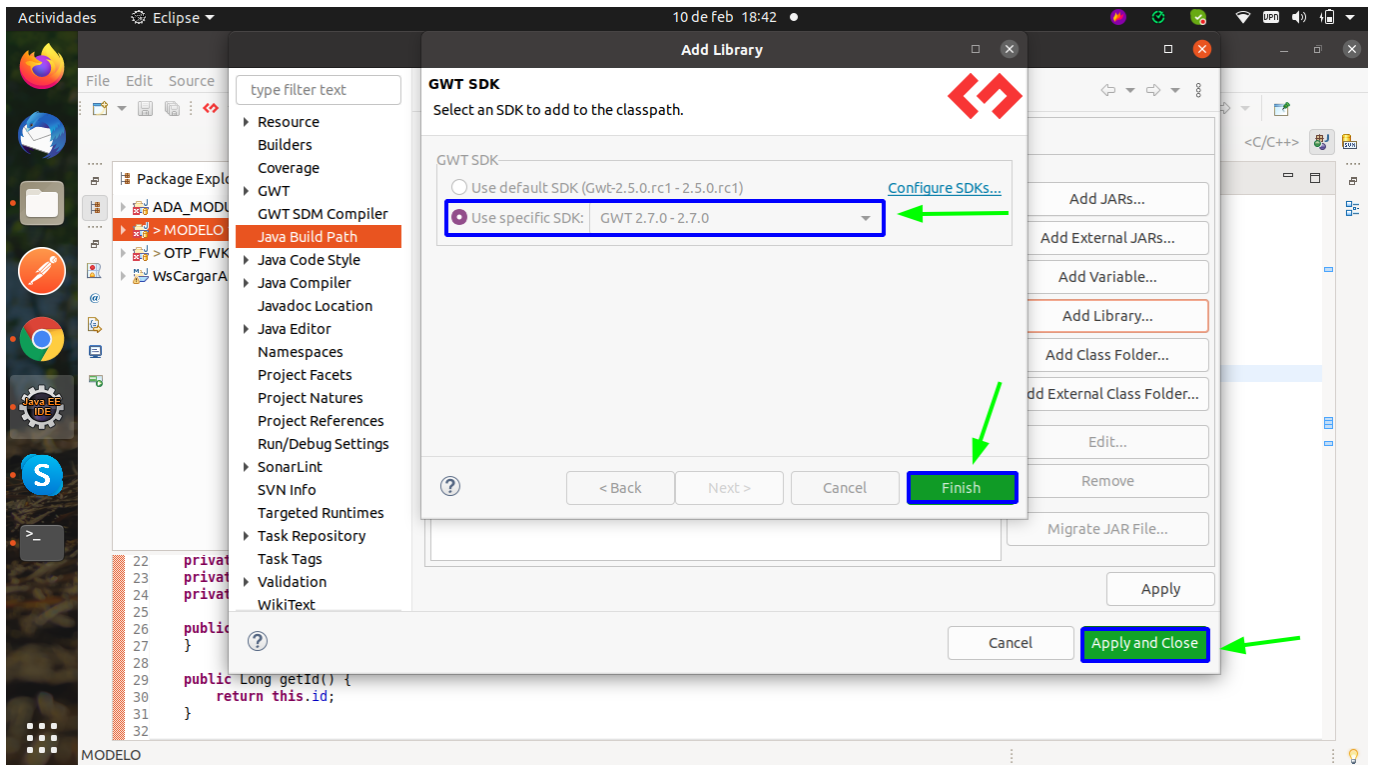 Actividades
Eclipse
10 de feb 18:42
VPN
File Edit Source
<C/C++>
SVN
Package Explo
ADA_MODU
> MODELO
> OTP_FWK
WsCargarA
@
Java EE
IDE
S
>_
type filter text
Resource
Builders
Coverage
GWT
GWT SDM Compiler
Java Build Path
Java Code Style
Java Compiler
Javadoc Location
Java Editor
Namespaces
Project Facets
Project Natures
Project References
Run/Debug Settings
SonarLint
SVN Info
Targeted Runtimes
Task Repository
Task Tags
Validation
WikiText
Add Library
GWT SDK
Select an SDK to add to the classpath.
GWT SDK
Use default SDK (Gwt-2.5.0.rc1 - 2.5.0.rc1)
Configure SDKs...
Use specific SDK: GWT 2.7.0 - 2.7.0
?
< Back
Next >
Cancel
Finish
Add JARs...
Add External JARs...
Add Variable...
Add Library...
Add Class Folder...
dd External Class Folder...
Edit...
Remove
Migrate JAR File...
Apply
?
Cancel
Apply and Close
22 privat
23 privat
24 privat
25
26 public
27 }
28
29 public Long getId() {
30 return this.id;
31 }
32
MODELO